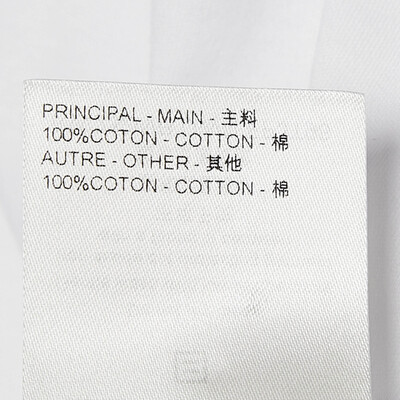 PRINCIPAL - MAIN - 主料
100%COTON - COTTON - 棉
AUTRE - OTHER - 其他
100%COTON - COTTON - 棉